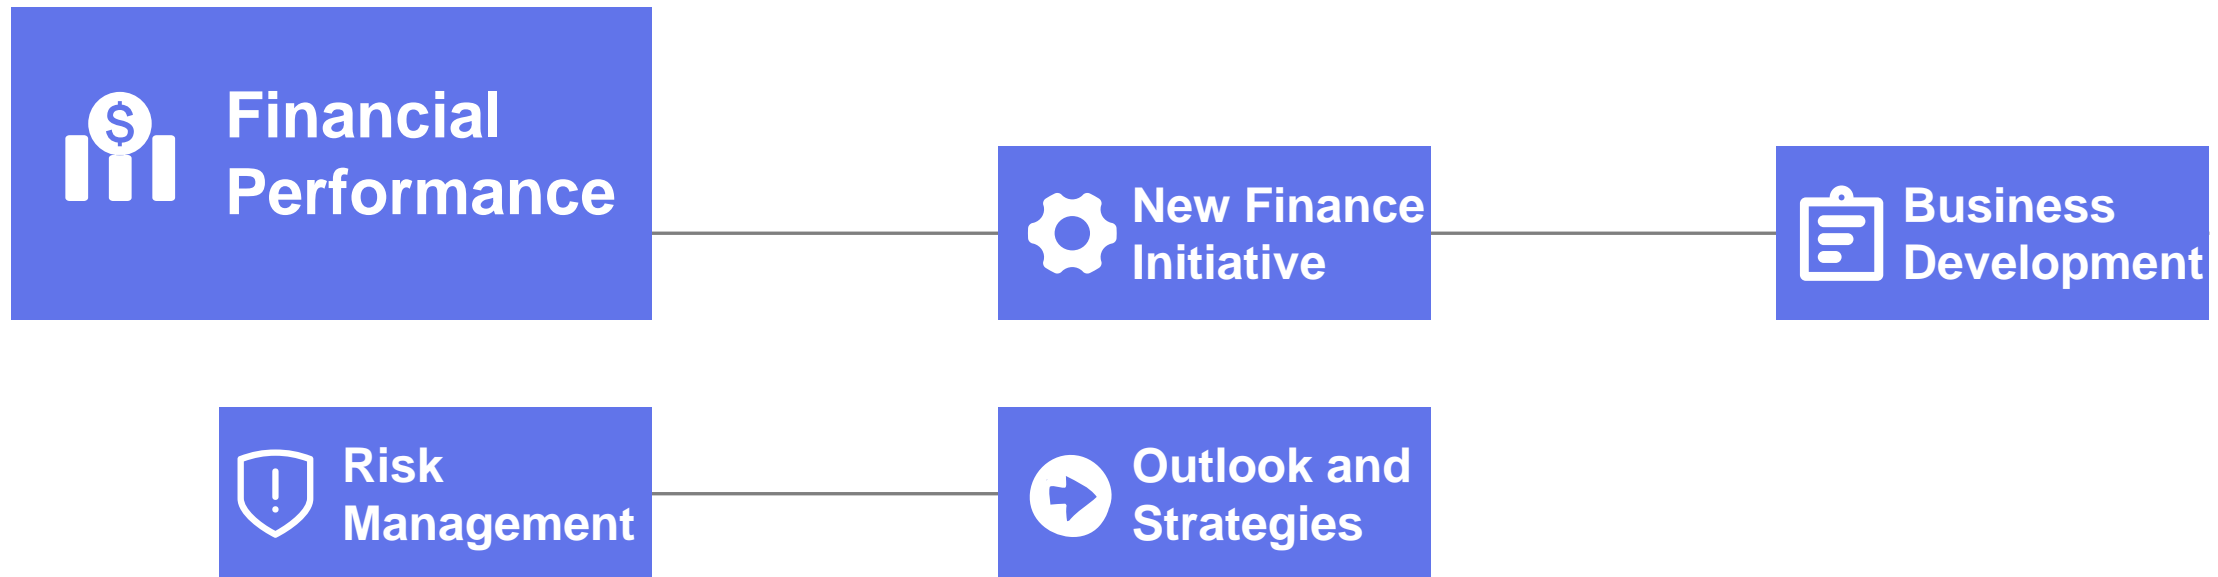 $
Financial
Performance
New Finance
Initiative
Business
Development
Risk
Management
Outlook and
Strategies